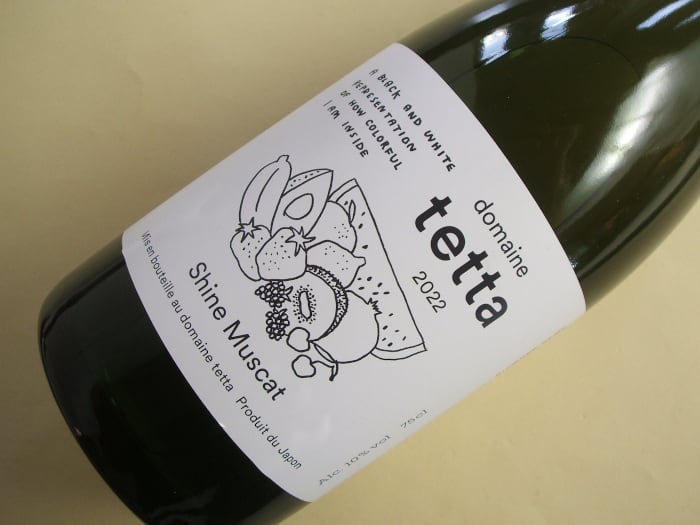 A BLACK AND WHITE
REPRESENTATION
OF HOW COLORFUL
I AM INSIDE
domaine
tetta
2022
Shine Muscat
Mis en bouteille au domaine tetta Produit du Japon
Alc. 10% vol 75cl